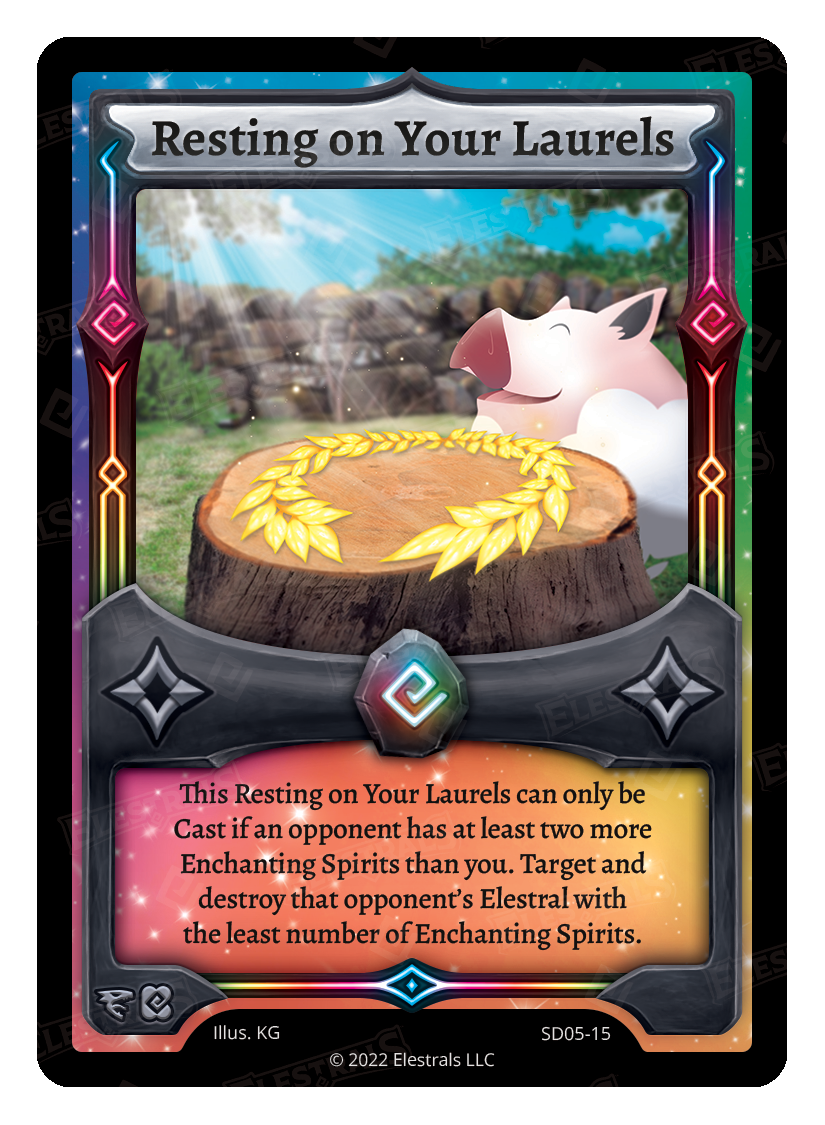 Resting on Your Laurels
This Resting on Your Laurels can only be
Cast if an opponent has at least two more
Enchanting Spirits than you. Target and
destroy that opponent’s Elestral with
the least number of Enchanting Spirits.
Illus. KG
SD05-15
© 2022 Elestrals LLC
ELESTRALS